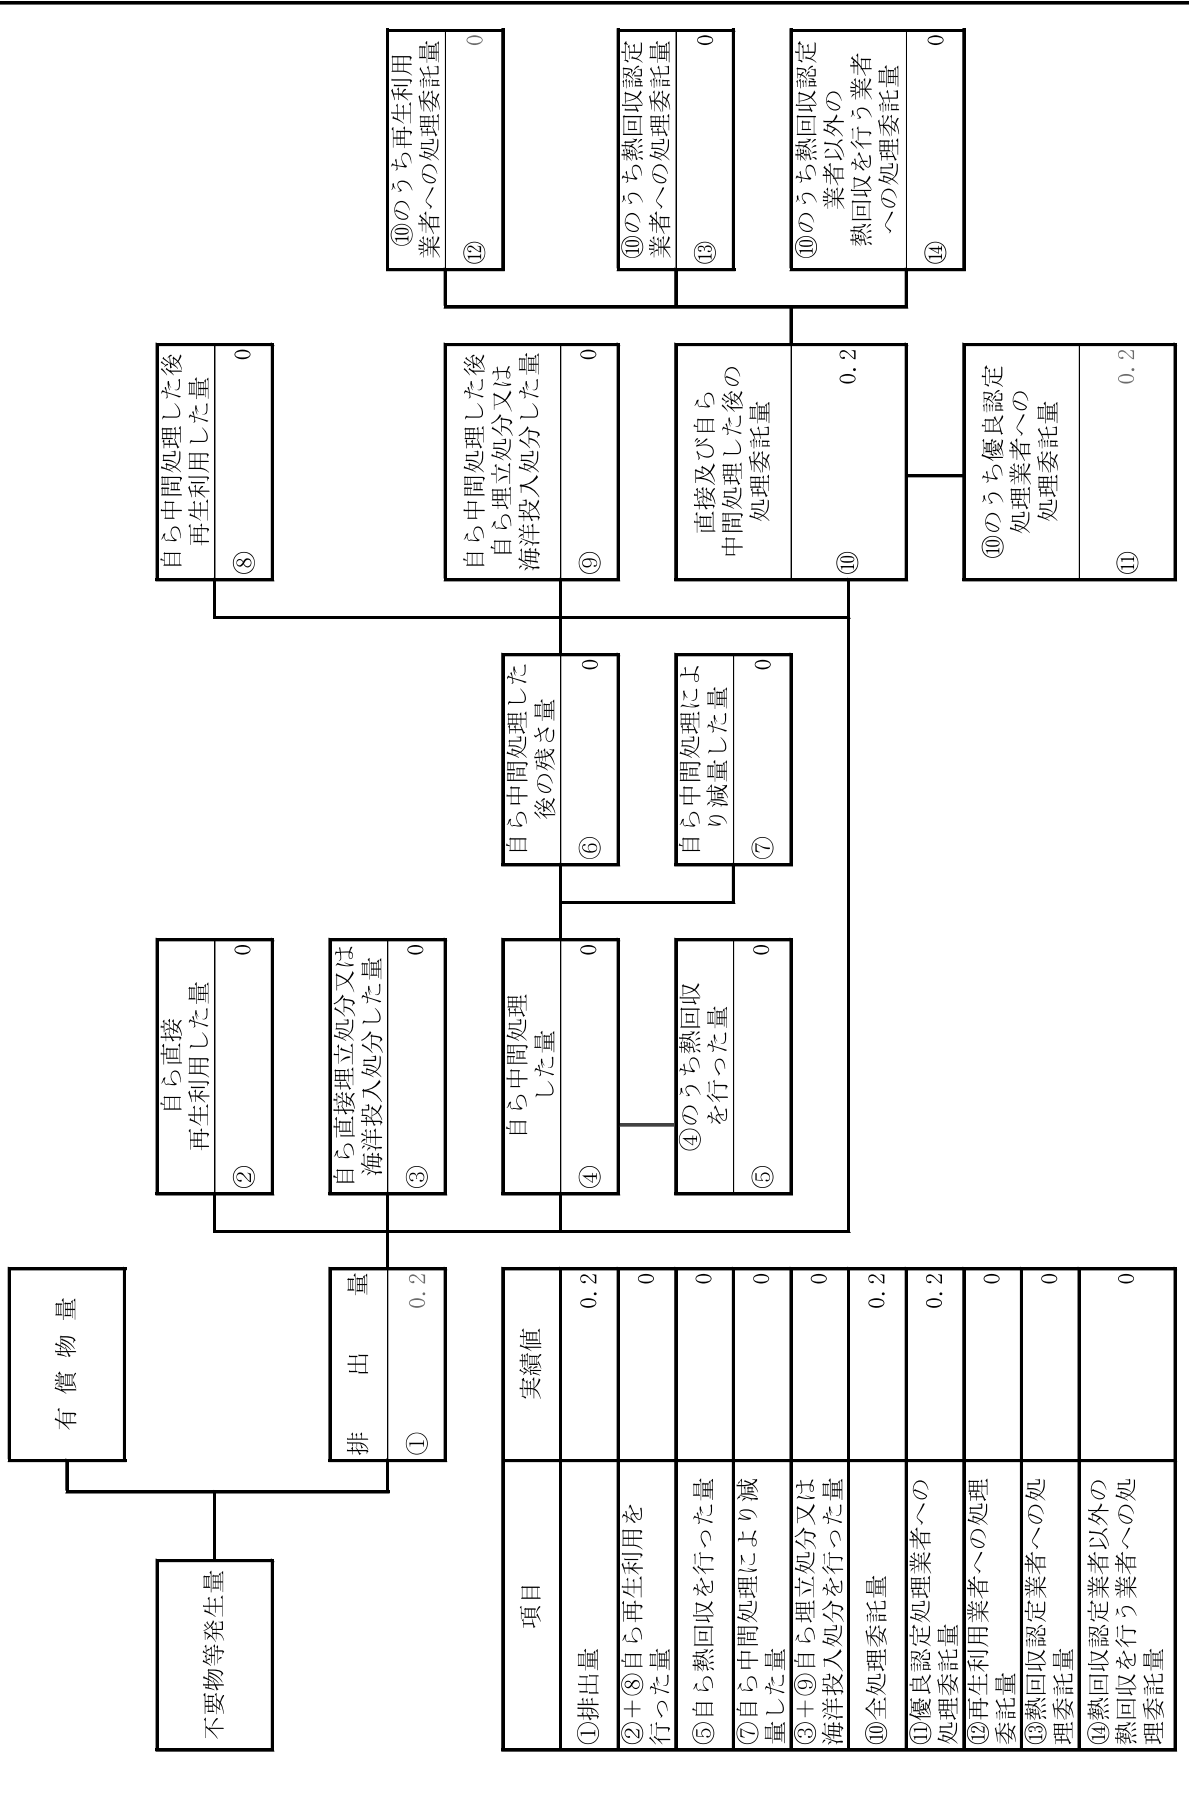 不要物等発生量
有償物量
排出量
①
0.2
自ら直接
再生利用した量
②
0
自ら直接埋立処分又は
海洋投入処分した量
③
0
自ら中間処理
した量
④
0
④のうち熱回収
を行った量
⑤
0
自ら中間処理した
後の残さ量
⑥
0
自ら中間処理によ
り減量した量
⑦
0
自ら中間処理した後
再生利用した量
⑧
0
自ら中間処理した後
自ら埋立処分又は
海洋投入処分した量
⑨
0
直接及び自ら
中間処理した後の
処理委託量
⑩
0.2
⑩のうち優良認定
処理業者への
処理委託量
⑪
0.2
⑩のうち再生利用
業者への処理委託量
⑫
0
⑩のうち熱回収認定
業者への処理委託量
⑬
0
⑩のうち熱回収認定
業者以外の
熱回収を行う業者
への処理委託量
⑭
0
項目
実績値
①排出量
0.2
②＋⑧自ら再生利用を
行った量
0
⑤自ら熱回収を行った量
0
⑦自ら中間処理により減
量した量
0
③＋⑨自ら埋立処分又は
海洋投入処分を行った量
0
⑩全処理委託量
0.2
⑪優良認定処理業者への
処理委託量
0.2
⑫再生利用業者への処理
委託量
0
⑬熱回収認定業者への処
理委託量
0
⑭熱回収認定業者以外の
熱回収を行う業者への処
理委託量
0